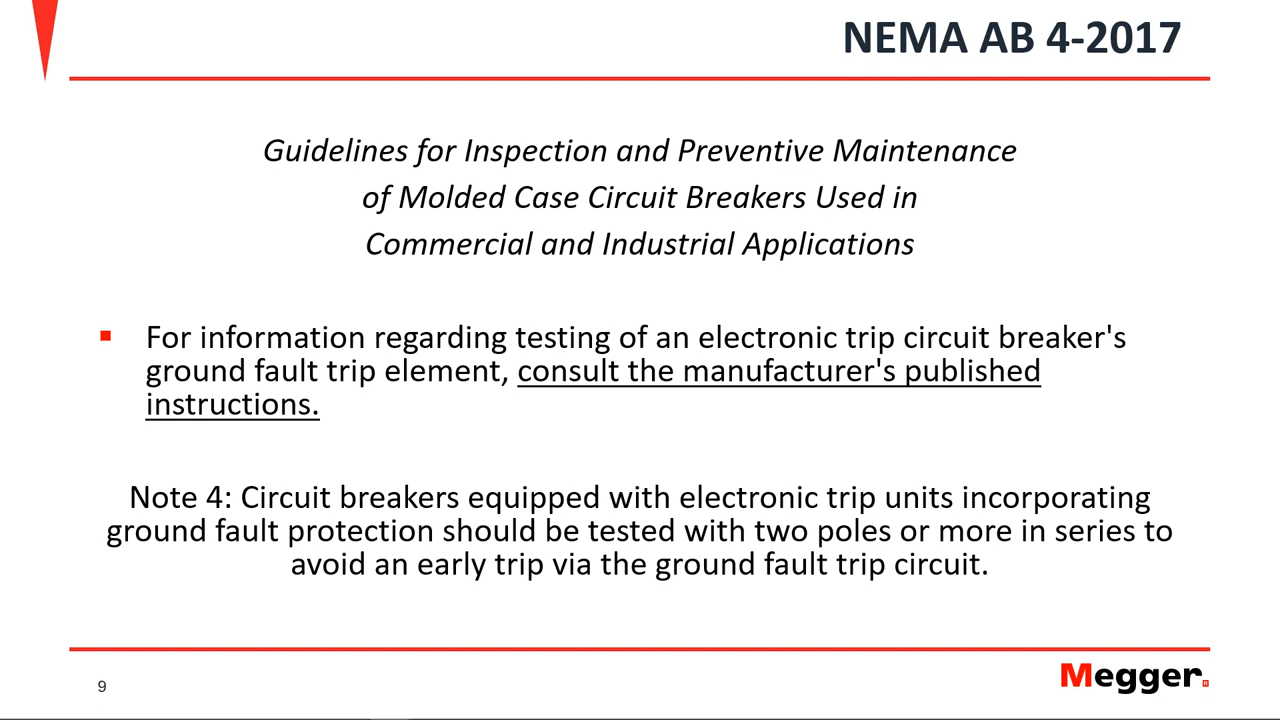 NEMA AB 4-2017
Guidelines for Inspection and Preventive Maintenance
of Molded Case Circuit Breakers Used in
Commercial and Industrial Applications
▪ For information regarding testing of an electronic trip circuit breaker's
ground fault trip element, consult the manufacturer's published
instructions.
Note 4: Circuit breakers equipped with electronic trip units incorporating
ground fault protection should be tested with two poles or more in series to
avoid an early trip via the ground fault trip circuit.
9
Megger.